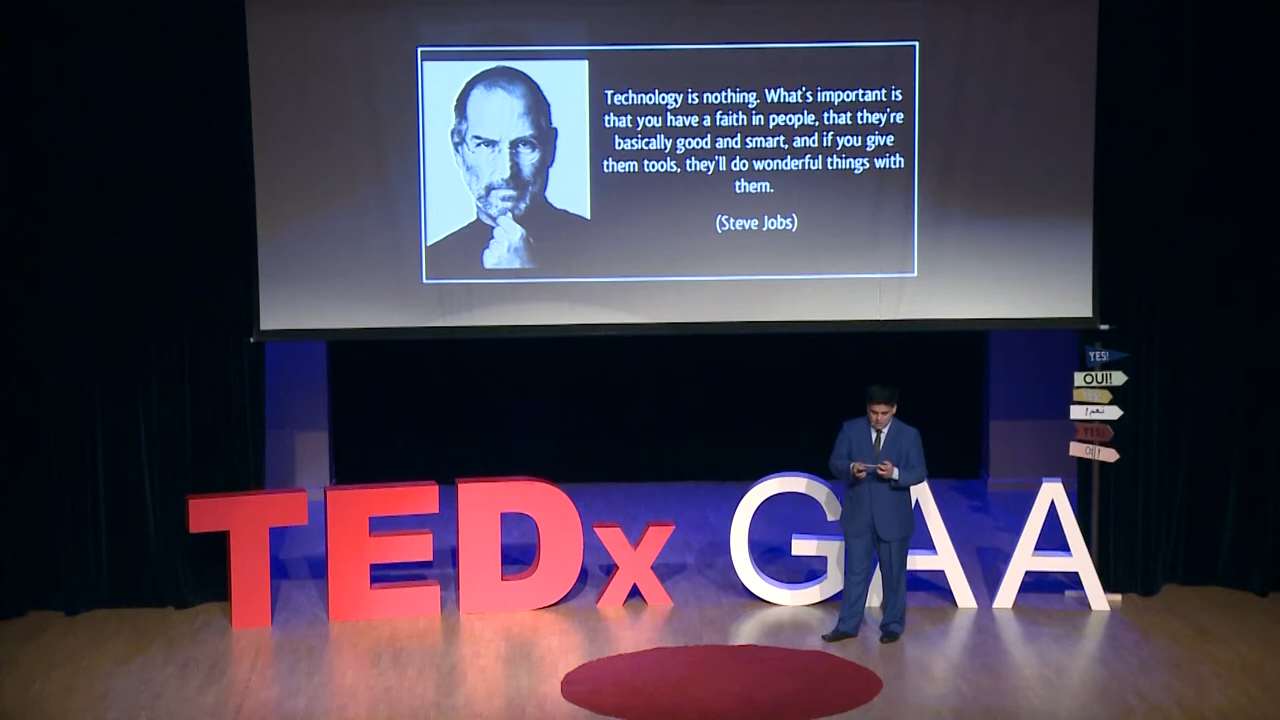 Technology is nothing. What's important is
that you have a faith in people, that they're
basically good and smart, and if you give
them tools, they'll do wonderful things with
them.
(Steve Jobs)
YES!
OUI!
نعم!
YES!
예!
TEDx GAA